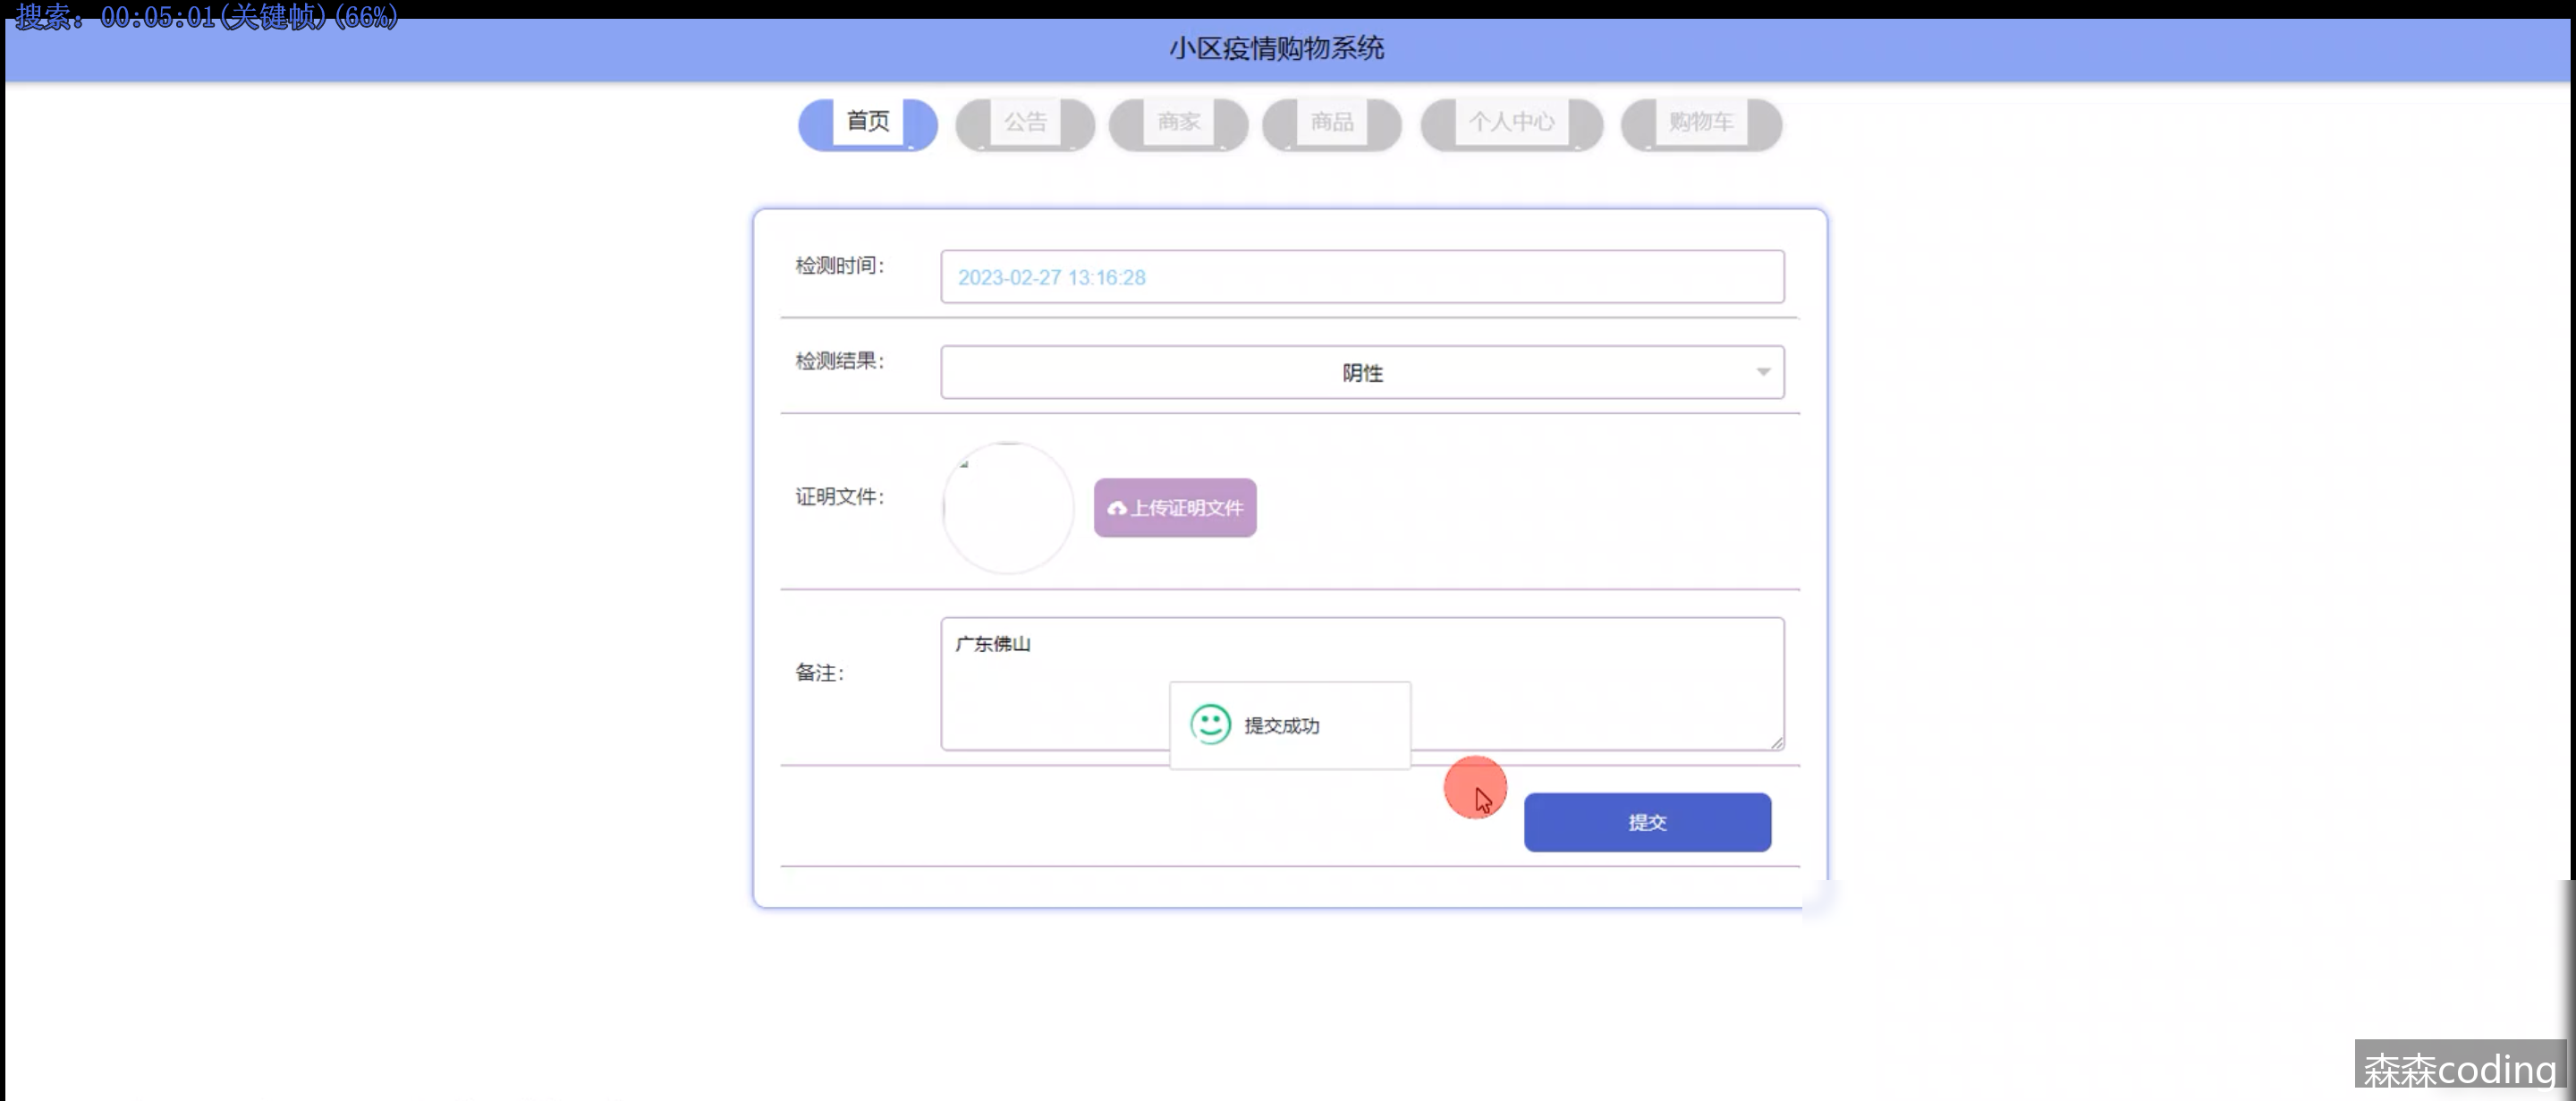 搜索：00:05:01(关键帧)(66%)
小区疫情购物系统
首页 公告 商家 商品 个人中心 购物车
检测时间： 2023-02-27 13:16:28
检测结果： 阴性
证明文件： 上传证明文件
备注： 广东佛山
提交成功
提交
森森coding